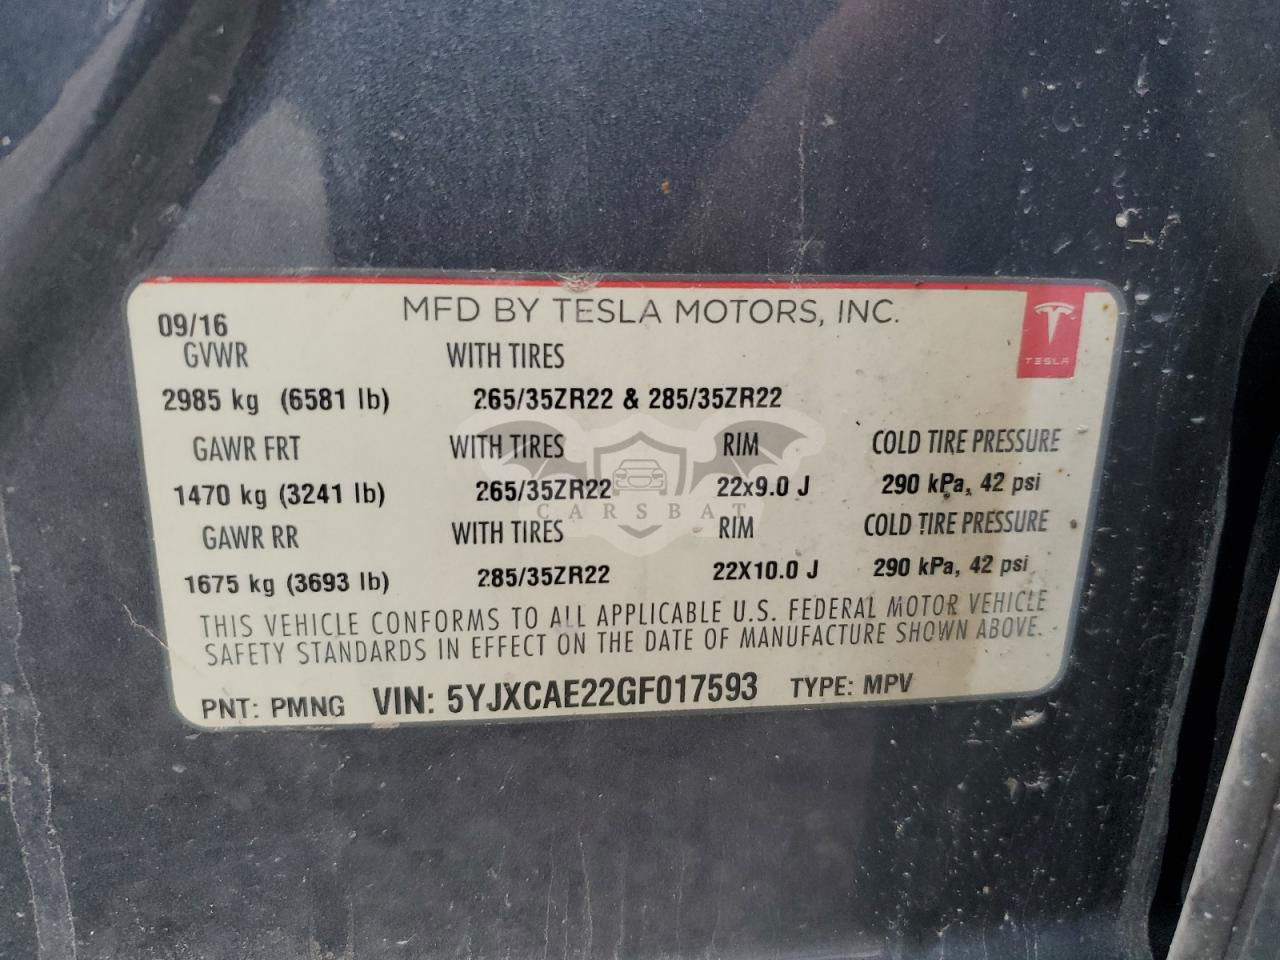 MFD BY TESLA MOTORS, INC.
TESLA
09/16
GVWR WITH TIRES
2985 kg (6581 lb) 265/35ZR22 & 285/35ZR22
GAWR FRT WITH TIRES RIM COLD TIRE PRESSURE
1470 kg (3241 lb) 265/35ZR22 22x9.0 J 290 kPa, 42 psi
CARSBAT
GAWR RR WITH TIRES RIM COLD TIRE PRESSURE
1675 kg (3693 lb) 285/35ZR22 22X10.0 J 290 kPa, 42 psi
THIS VEHICLE CONFORMS TO ALL APPLICABLE U.S. FEDERAL MOTOR VEHICLE
SAFETY STANDARDS IN EFFECT ON THE DATE OF MANUFACTURE SHOWN ABOVE.
PNT: PMNG VIN: 5YJXCAE22GF017593 TYPE: MPV